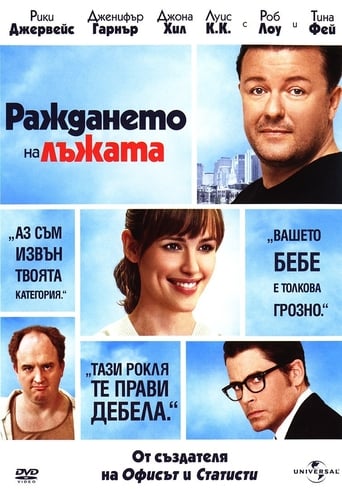 Рики Джервейс Дженифър Гарнър Джона Хил Луис К.К. с Роб Лоу и Тина Фей
Раждането
на лъжата
„Аз съм
извън
твоята
категория."
„Вашето
бебе
е толкова
грозно."
„Тази рокля
те прави
дебела."
От създателя
на Офисът и Статисти
DVD
VIDEO
UNIVERSAL